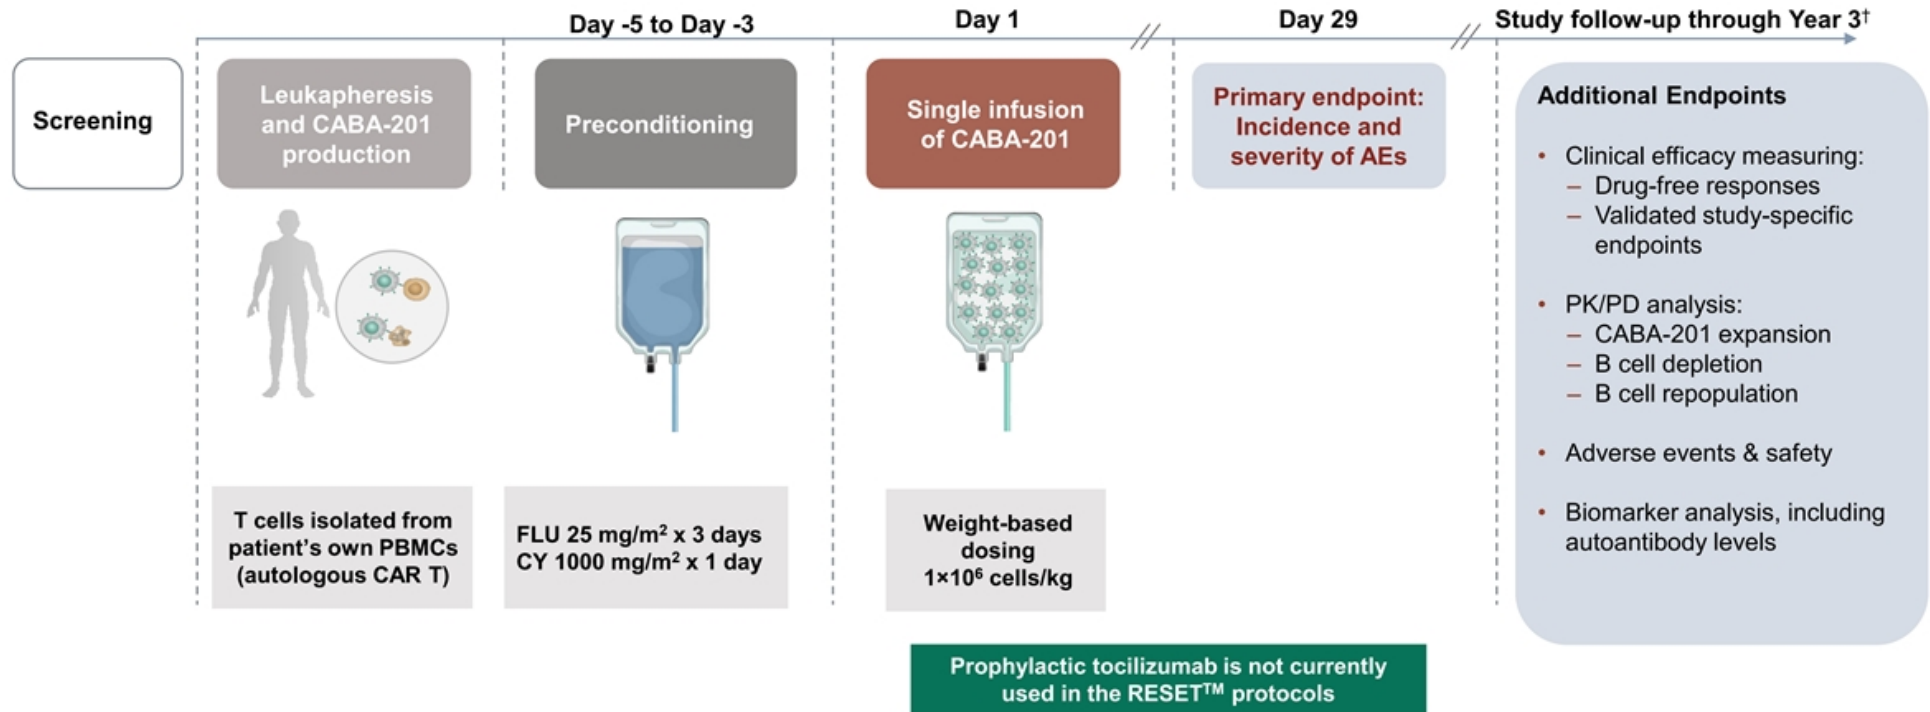 Day -5 to Day -3
Day 1
Day 29
Study follow-up through Year 3†
Screening
Leukapheresis
and CABA-201
production
Preconditioning
Single infusion
of CABA-201
Primary endpoint:
Incidence and
severity of AEs
T cells isolated from
patient's own PBMCs
(autologous CAR T)
FLU 25 mg/m² x 3 days
CY 1000 mg/m² x 1 day
Weight-based
dosing
1×10⁶ cells/kg
Prophylactic tocilizumab is not currently
used in the RESET™ protocols
Additional Endpoints
• Clinical efficacy measuring:
– Drug-free responses
– Validated study-specific
endpoints
• PK/PD analysis:
– CABA-201 expansion
– B cell depletion
– B cell repopulation
• Adverse events & safety
• Biomarker analysis, including
autoantibody levels